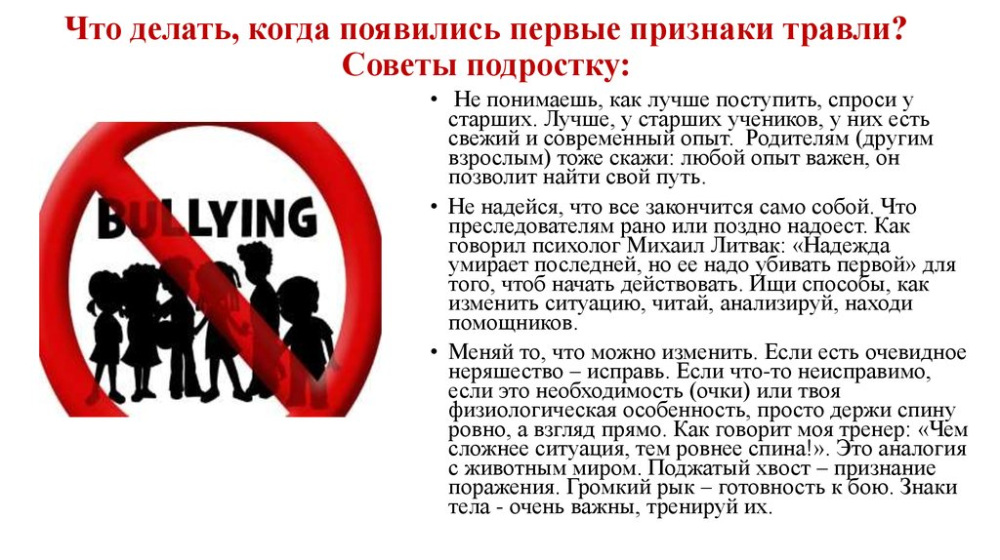 Что делать, когда появились первые признаки травли?
Советы подростку:
BULLYING
• Не понимаешь, как лучше поступить, спроси у
старших. Лучше, у старших учеников, у них есть
свежий и современный опыт. Родителям (другим
взрослым) тоже скажи: любой опыт важен, он
позволит найти свой путь.
• Не надейся, что все закончится само собой. Что
преследователям рано или поздно надоест. Как
говорил психолог Михаил Литвак: «Надежда
умирает последней, но ее надо убивать первой» для
того, чтоб начать действовать. Ищи способы, как
изменить ситуацию, читай, анализируй, находи
помощников.
• Меняй то, что можно изменить. Если есть очевидное
неряшество – исправь. Если что-то неисправимо,
если это необходимость (очки) или твоя
физиологическая особенность, просто держи спину
ровно, а взгляд прямо. Как говорит моя тренер: «Чем
сложнее ситуация, тем ровнее спина!». Это аналогия
с животным миром. Поджатый хвост – признание
поражения. Громкий рык – готовность к бою. Знаки
тела - очень важны, тренируй их.